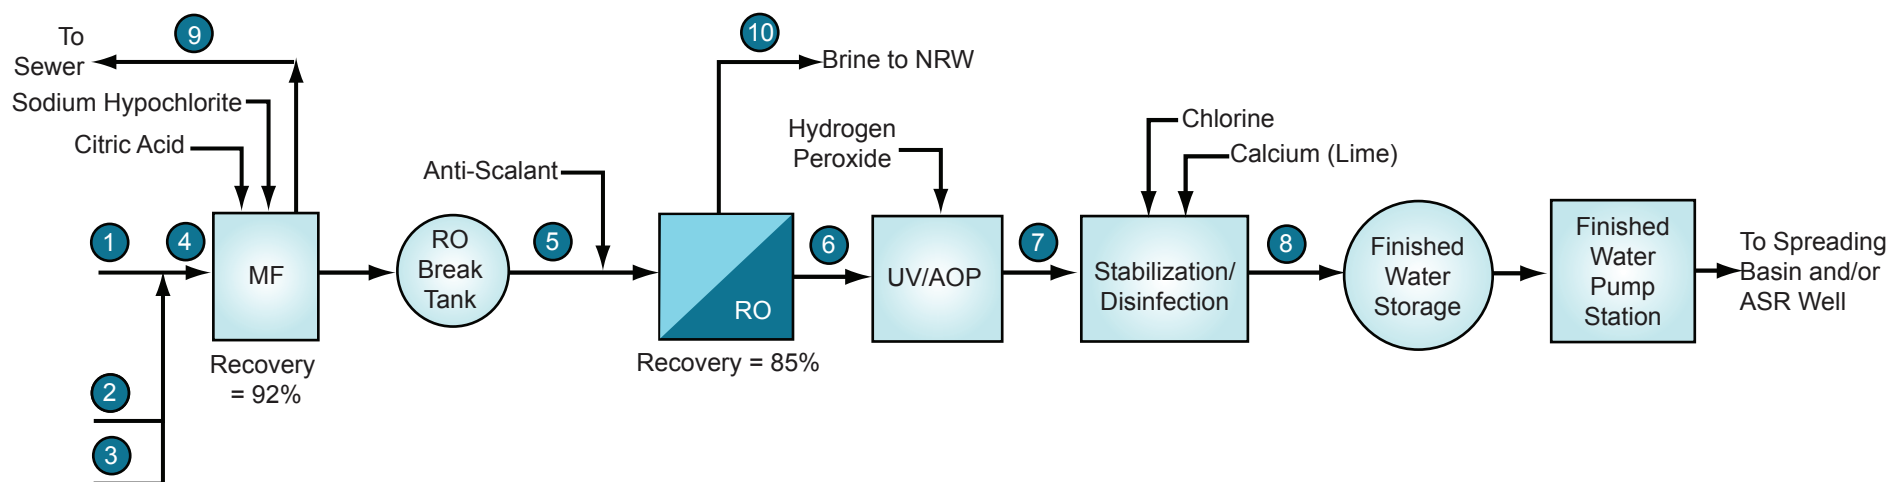 To
Sewer
9
10
Brine to NRW
Sodium Hypochlorite
Citric Acid
Anti-Scalant
Hydrogen
Peroxide
Chlorine
Calcium (Lime)
1
4
MF
Recovery
= 92%
2
3
RO
Break
Tank
5
RO
Recovery = 85%
6
UV/AOP
7
Stabilization/
Disinfection
8
Finished
Water
Storage
Finished
Water
Pump
Station
To Spreading
Basin and/or
ASR Well